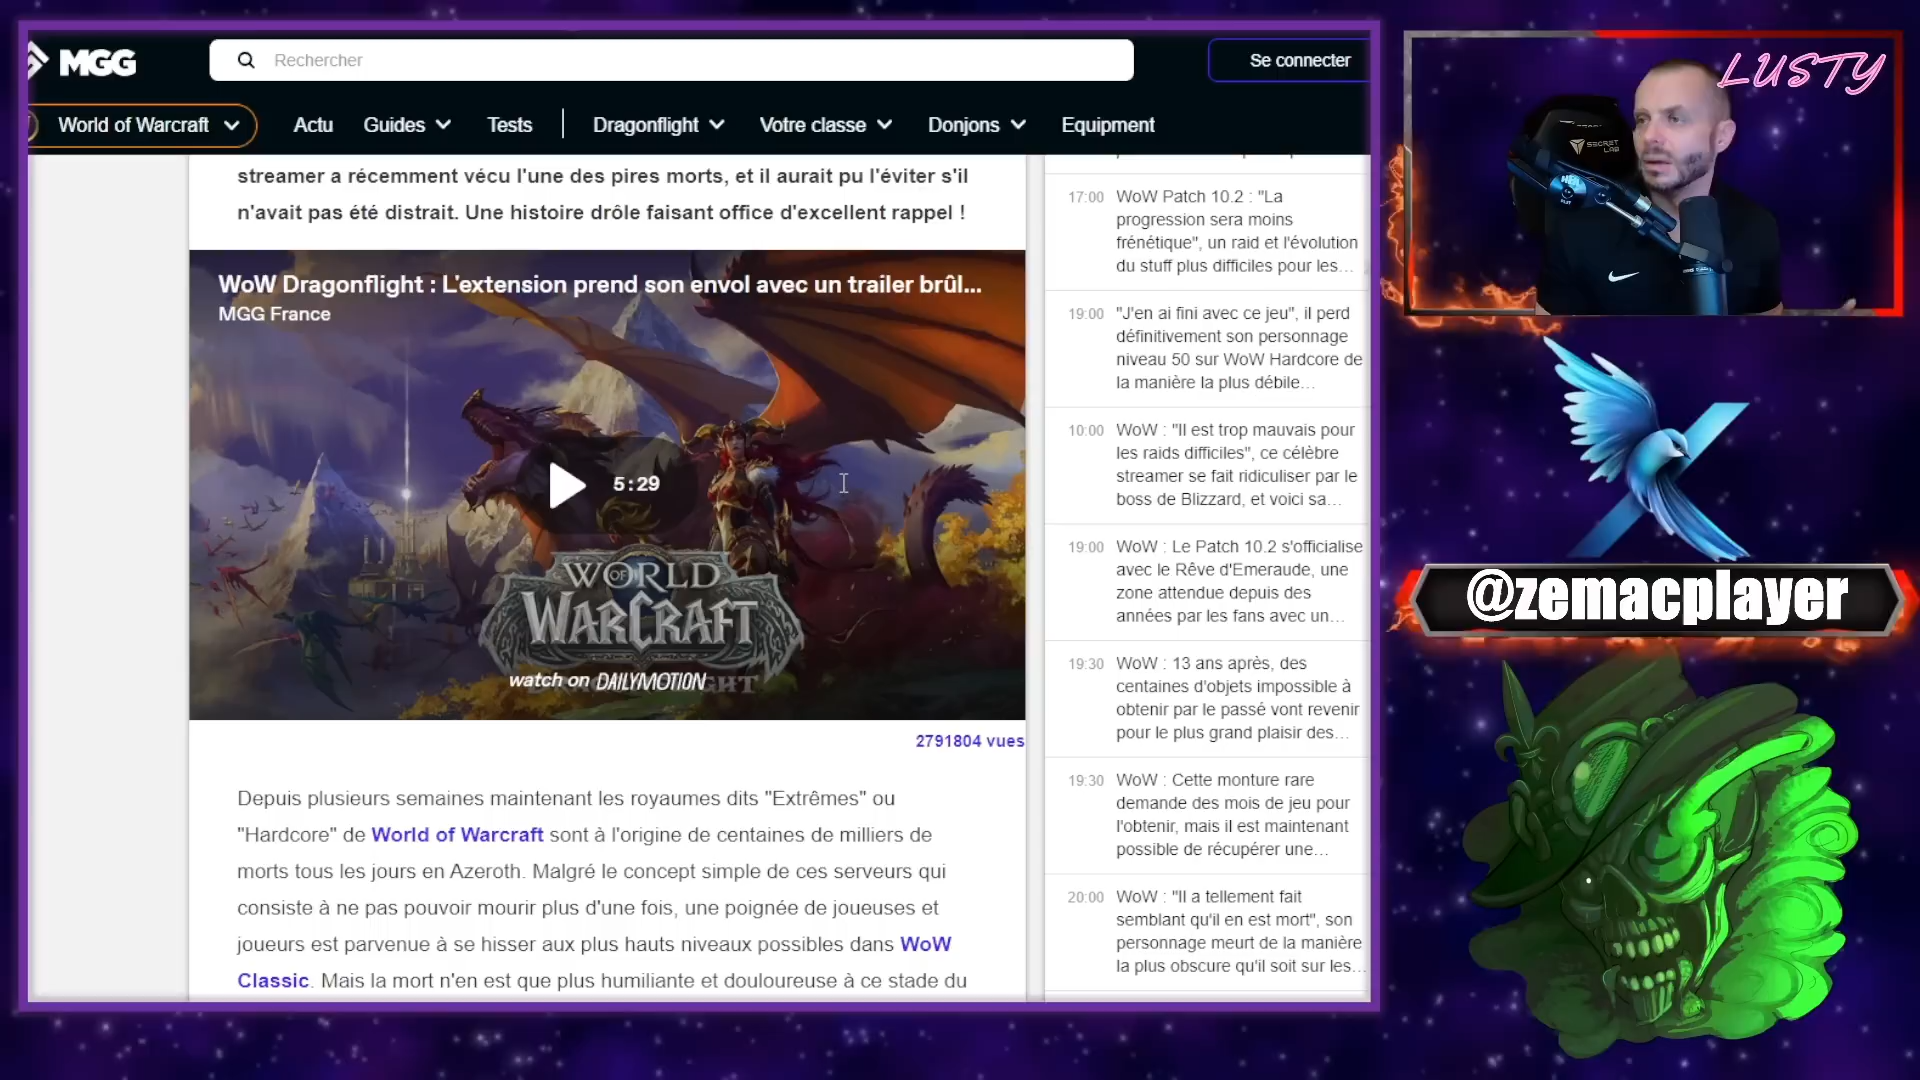 MGG
Rechercher
Se connecter
World of Warcraft
Actu
Guides
Tests
Dragonflight
Votre classe
Donjons
Equipment
streamer a récemment vécu l'une des pires morts, et il aurait pu l'éviter s'il
n'avait pas été distrait. Une histoire drôle faisant office d'excellent rappel !
WoW Dragonflight : L'extension prend son envol avec un trailer brûl...
MGG France
5:29
WORLD
OF
WARCRAFT
watch on DAILYMOTION
2791804 vues
Depuis plusieurs semaines maintenant les royaumes dits "Extrêmes" ou
"Hardcore" de World of Warcraft sont à l'origine de centaines de milliers de
morts tous les jours en Azeroth. Malgré le concept simple de ces serveurs qui
consiste à ne pas pouvoir mourir plus d'une fois, une poignée de joueuses et
joueurs est parvenue à se hisser aux plus hauts niveaux possibles dans WoW
Classic. Mais la mort n'en est que plus humiliante et douloureuse à ce stade du
17:00 WoW Patch 10.2 : "La
progression sera moins
frénétique", un raid et l'évolution
du stuff plus difficiles pour les...
19:00 "J'en ai fini avec ce jeu", il perd
définitivement son personnage
niveau 50 sur WoW Hardcore de
la manière la plus débile...
10:00 WoW : "Il est trop mauvais pour
les raids difficiles", ce célèbre
streamer se fait ridiculiser par le
boss de Blizzard, et voici sa...
19:00 WoW : Le Patch 10.2 s'officialise
avec le Rêve d'Emeraude, une
zone attendue depuis des
années par les fans avec un...
19:30 WoW : 13 ans après, des
centaines d'objets impossible à
obtenir par le passé vont revenir
pour le plus grand plaisir des...
19:30 WoW : Cette monture rare
demande des mois de jeu pour
l'obtenir, mais il est maintenant
possible de récupérer une...
20:00 WoW : "Il a tellement fait
semblant qu'il en est mort", son
personnage meurt de la manière
la plus obscure qu'il soit sur les...
LUSTY
SECRET
LAB
@zemacplayer